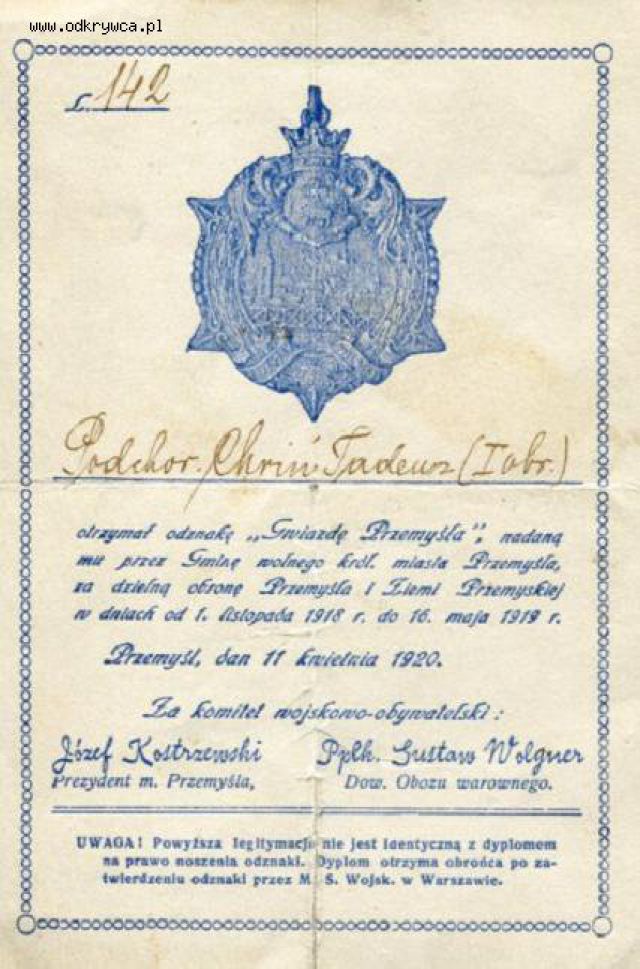 www.odkrywca.pl
L. 142
Podchor. Chriń Tadeusz (I obr.)
otrzymał odznakę „Gwiazdę Przemyśla", nadaną
mu przez Gminę wolnego król. miasta Przemyśla,
za dzielną obronę Przemyśla i Ziemi Przemyskiej
w dniach od 1. listopada 1918 r. do 16. maja 1919 r.
Przemyśl, dan 11 kwietnia 1920.
Za komitet wojskowo-obywatelski:
Józef Kostrzewski
Prezydent m. Przemyśla,
Ppłk. Gustaw Wolgner
Dow. Obozu warownego.
UWAGA! Powyższa legitymacja nie jest identyczną z dyplomem
na prawo noszenia odznaki. Dyplom otrzyma obrońca po za-
twierdzeniu odznaki przez M. S. Wojsk. w Warszawie.